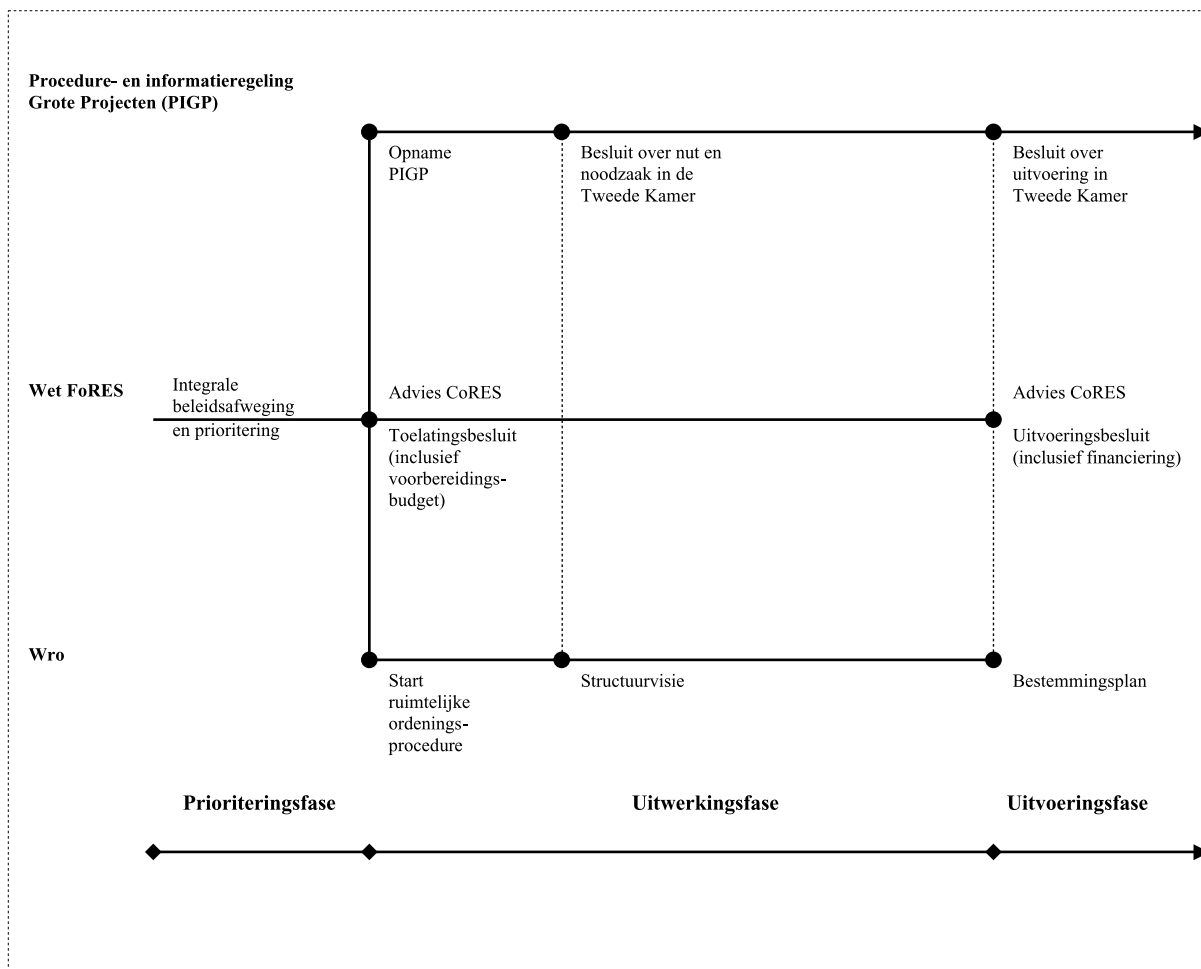 Procedure- en informatieregeling
Grote Projecten (PIGP)
Opname
PIGP
Besluit over nut en
noodzaak in de
Tweede Kamer
Besluit over
uitvoering in
Tweede Kamer
Wet FoRES
Integrale
beleidsafweging
en prioritering
Advies CoRES
Toelatingsbesluit
(inclusief
voorbereidings-
budget)
Advies CoRES
Uitvoeringsbesluit
(inclusief financiering)
Wro
Start
ruimtelijke
ordenings-
procedure
Structuurvisie
Bestemmingsplan
Prioriteringsfase
Uitwerkingsfase
Uitvoeringsfase